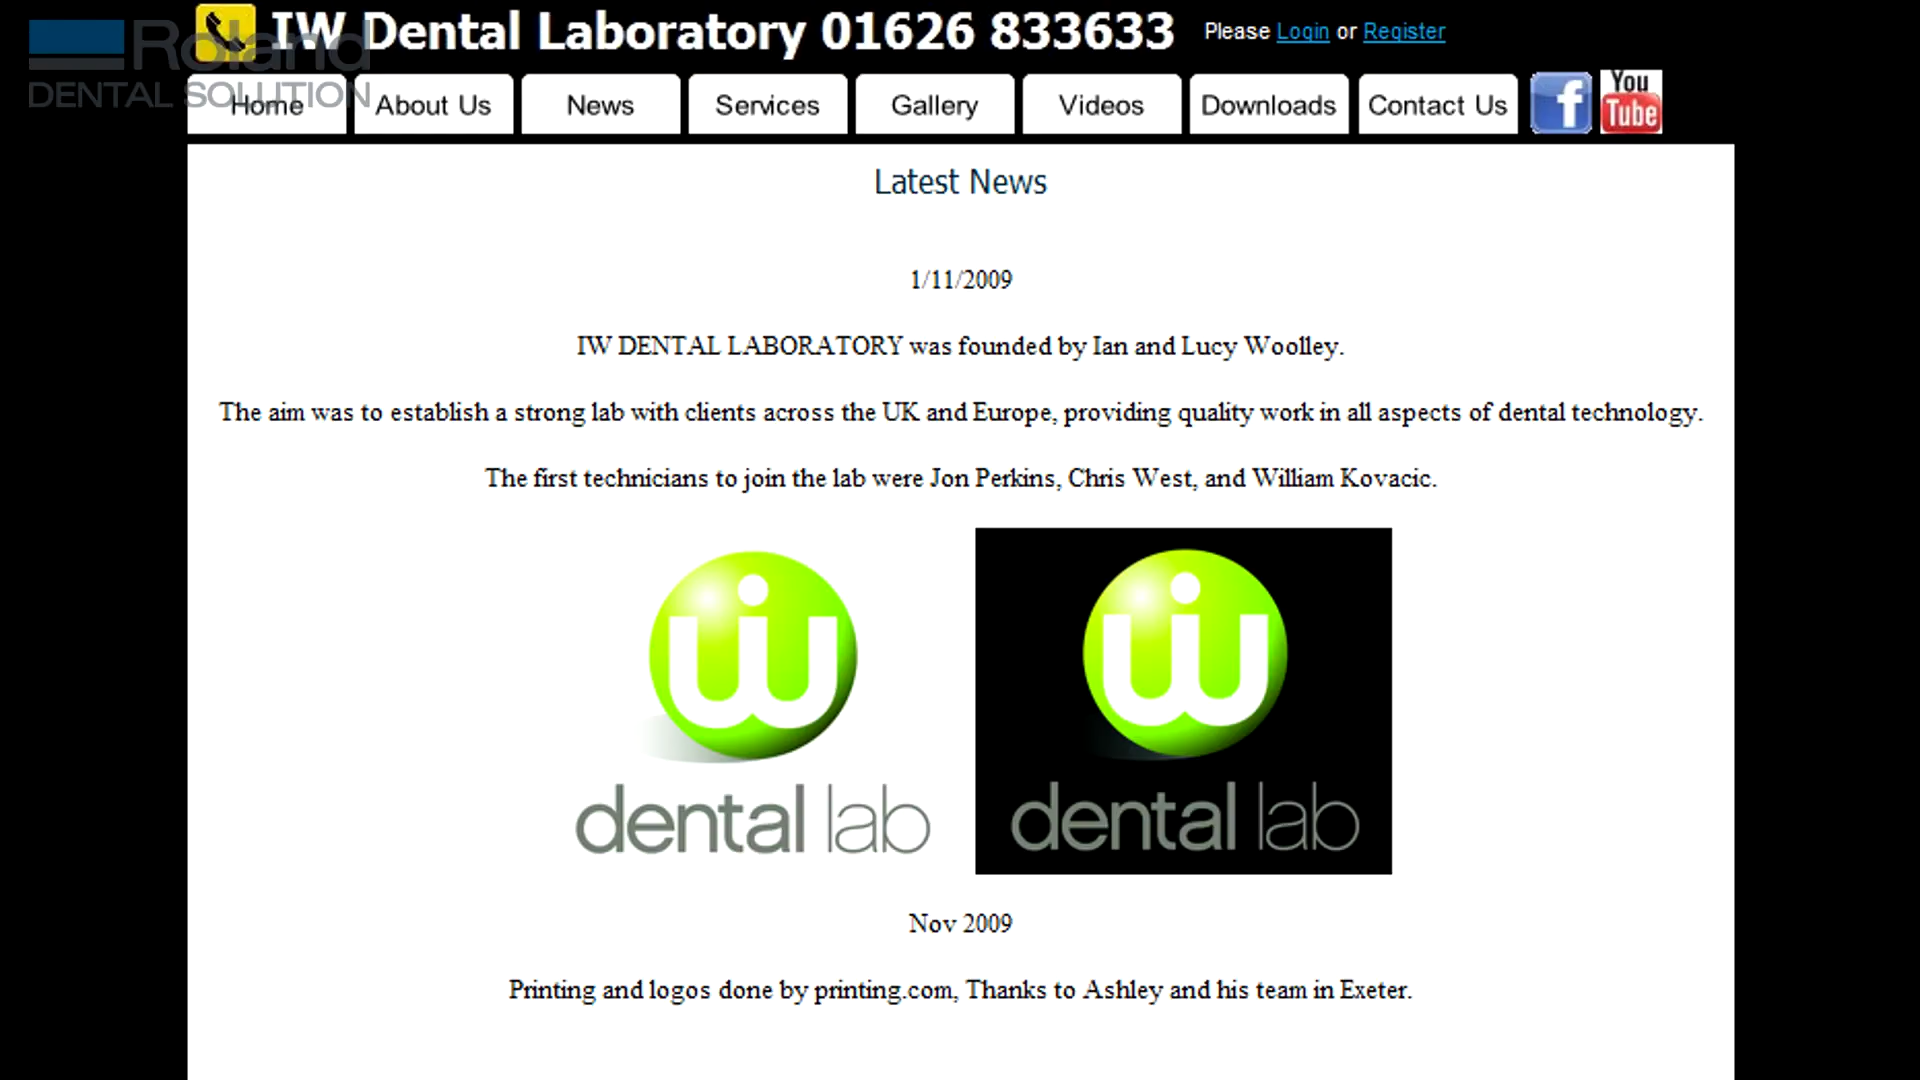 Roland
DENTAL SOLUTION
IW Dental Laboratory 01626 833633
Please Login or Register
Home
About Us
News
Services
Gallery
Videos
Downloads
Contact Us
f
You
Tube
Latest News
1/11/2009
IW DENTAL LABORATORY was founded by Ian and Lucy Woolley.
The aim was to establish a strong lab with clients across the UK and Europe, providing quality work in all aspects of dental technology.
The first technicians to join the lab were Jon Perkins, Chris West, and William Kovacic.
iw
dental lab
iw
dental lab
Nov 2009
Printing and logos done by printing.com, Thanks to Ashley and his team in Exeter.